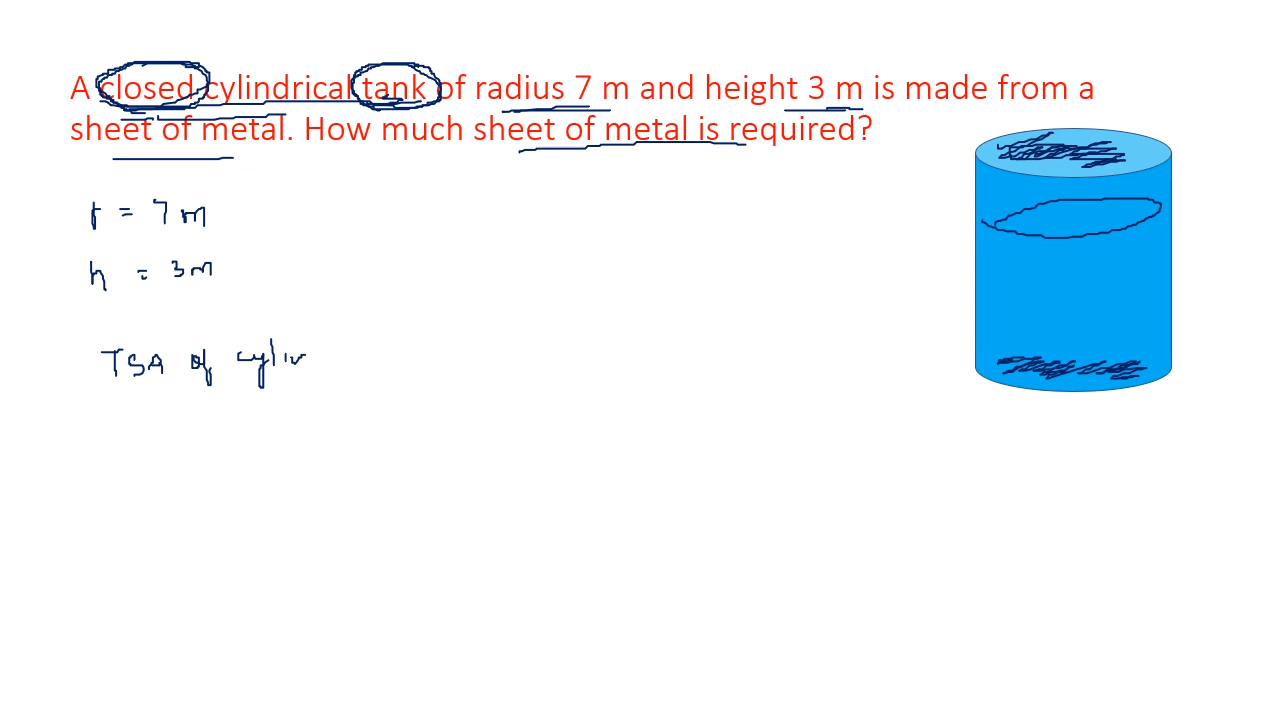 A closed cylindrical tank of radius 7 m and height 3 m is made from a
sheet of metal. How much sheet of metal is required?
r = 7 m
h = 3 m
TSA of cylin